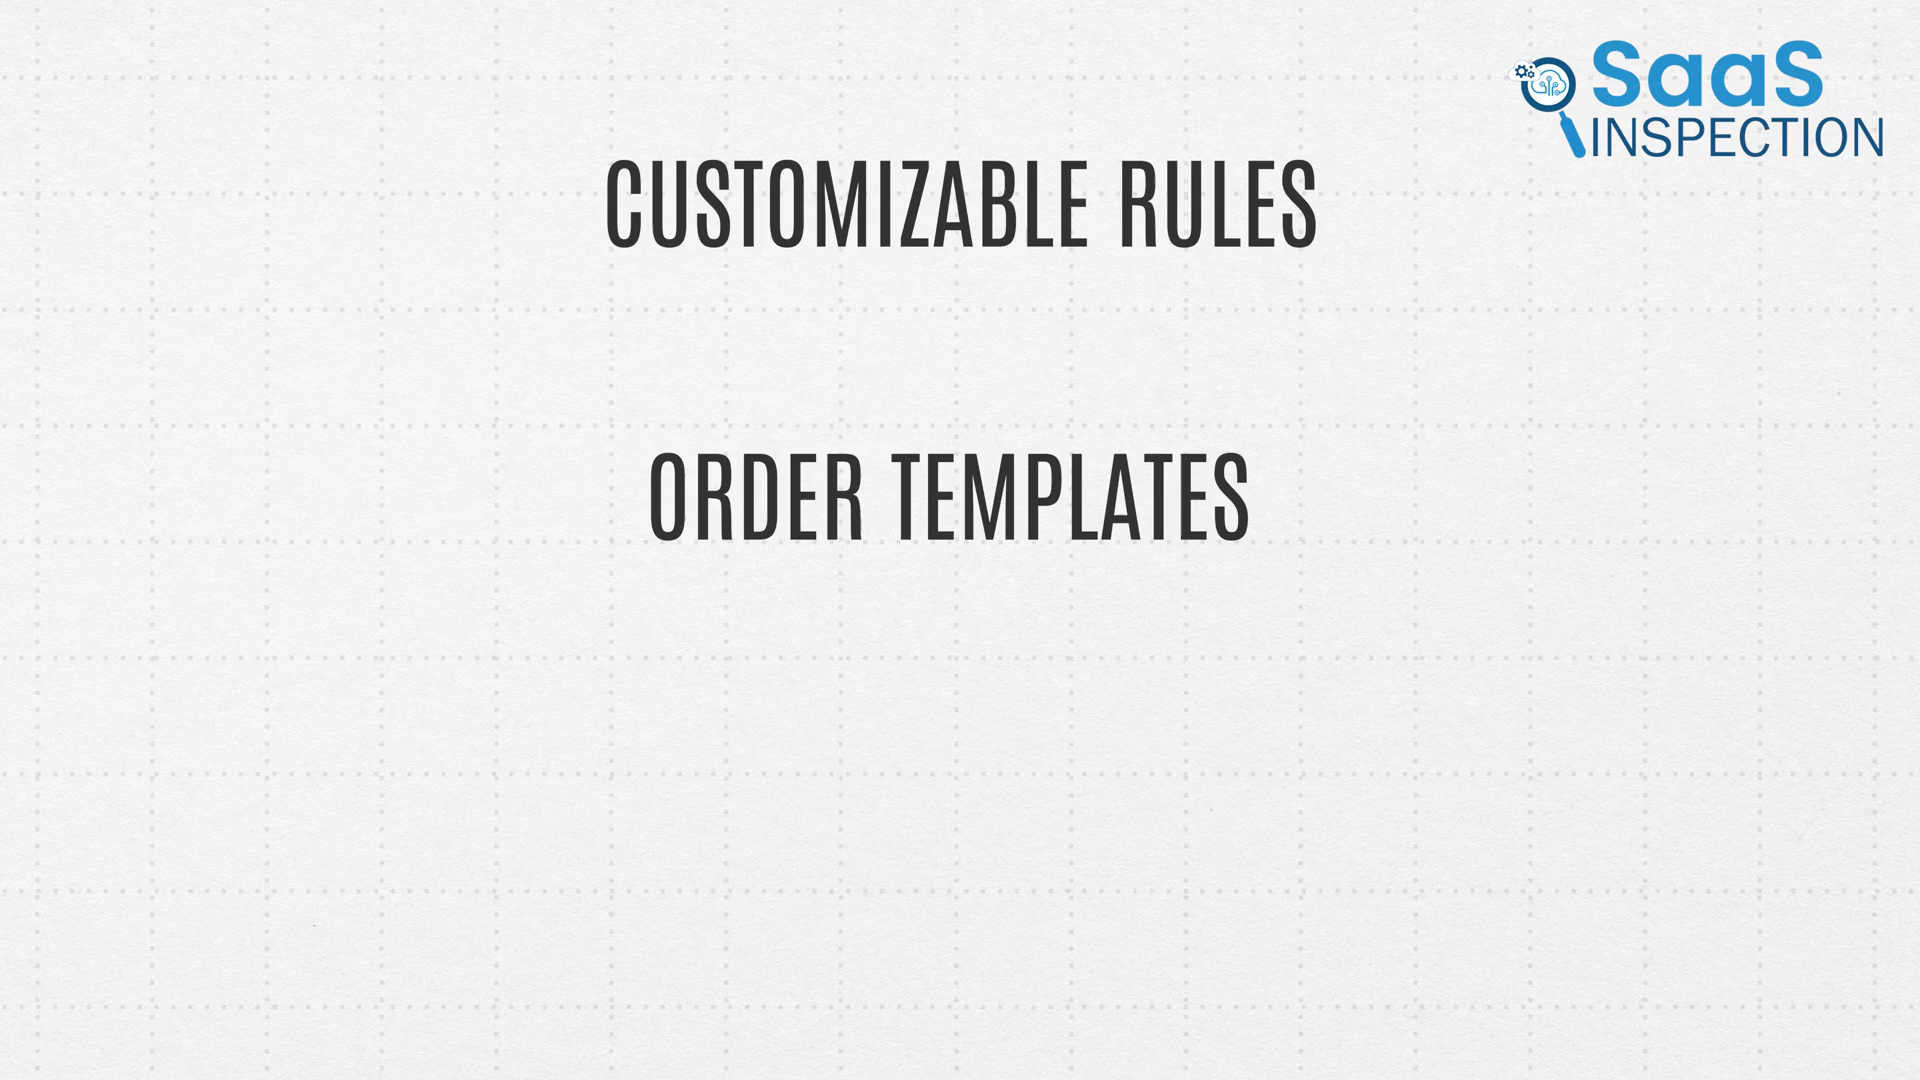 SaaS
INSPECTION
CUSTOMIZABLE RULES
ORDER TEMPLATES